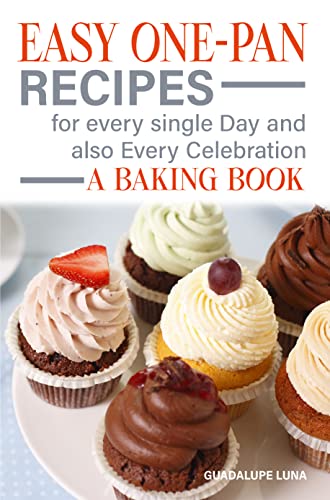 EASY ONE-PAN
RECIPES
for every single Day and
also Every Celebration
A BAKING BOOK
GUADALUPE LUNA